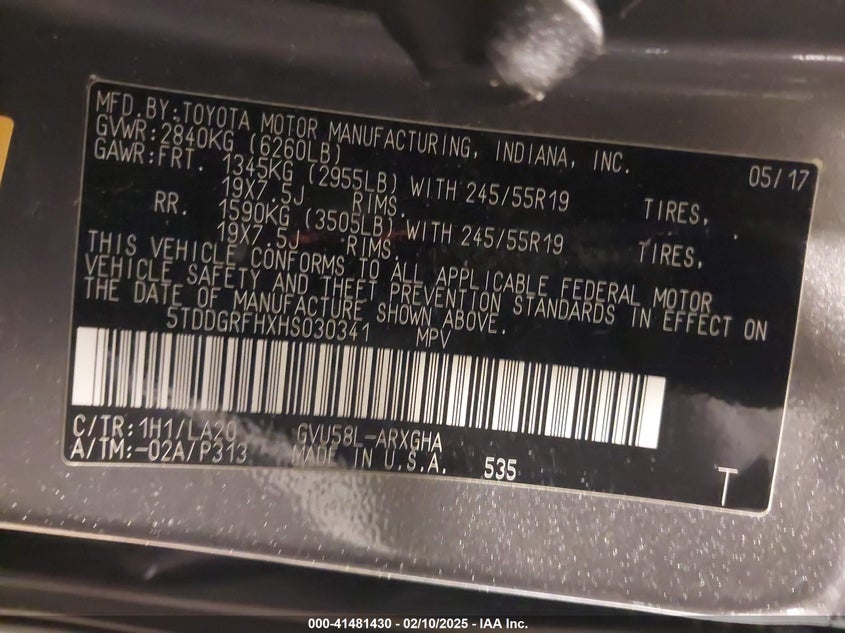 MFD.BY:TOYOTA MOTOR MANUFACTURING, INDIANA, INC. 05/17
GVWR:2840KG (6260LB)
GAWR:FRT. 1345KG (2955LB) WITH 245/55R19 TIRES,
19X7.5J RIMS.
RR. 1590KG (3505LB) WITH 245/55R19 TIRES,
19X7.5J RIMS.
THIS VEHICLE CONFORMS TO ALL APPLICABLE FEDERAL MOTOR
VEHICLE SAFETY AND THEFT PREVENTION STANDARDS IN EFFECT ON
THE DATE OF MANUFACTURE SHOWN ABOVE.
5TDDGRFHXHS030341 MPV
C/TR:1H1/LA20 GVU58L-ARXGHA
A/TM:-02A/P313 MADE IN U.S.A. 535 T
000-41481430 - 02/10/2025 - IAA Inc.